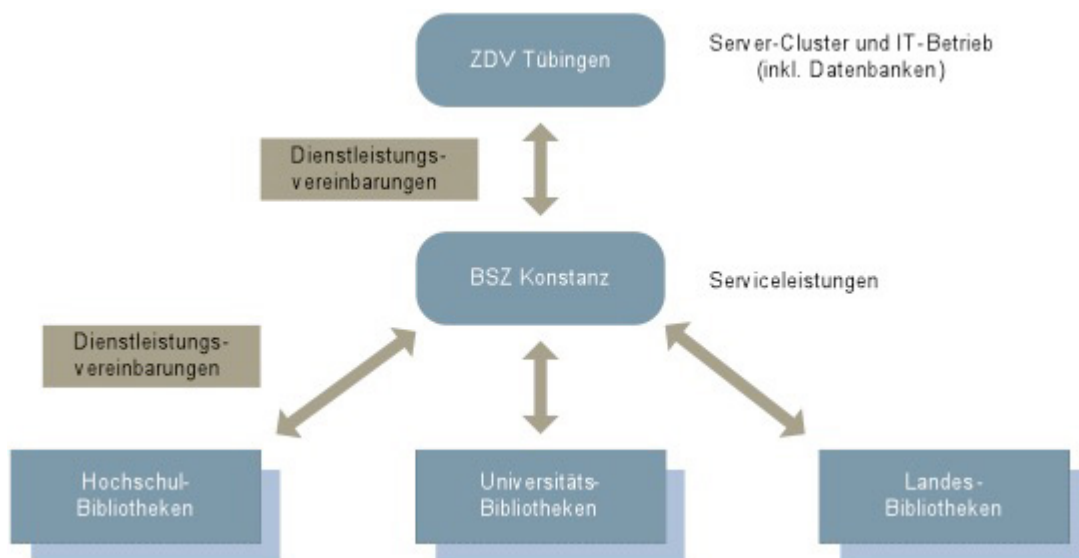 ZDV Tübingen
Server-Cluster und IT-Betrieb
(inkl. Datenbanken)
Dienstleistungs-
vereinbarungen
BSZ Konstanz
Serviceleistungen
Dienstleistungs-
vereinbarungen
Hochschul-
Bibliotheken
Universitäts-
Bibliotheken
Landes-
Bibliotheken